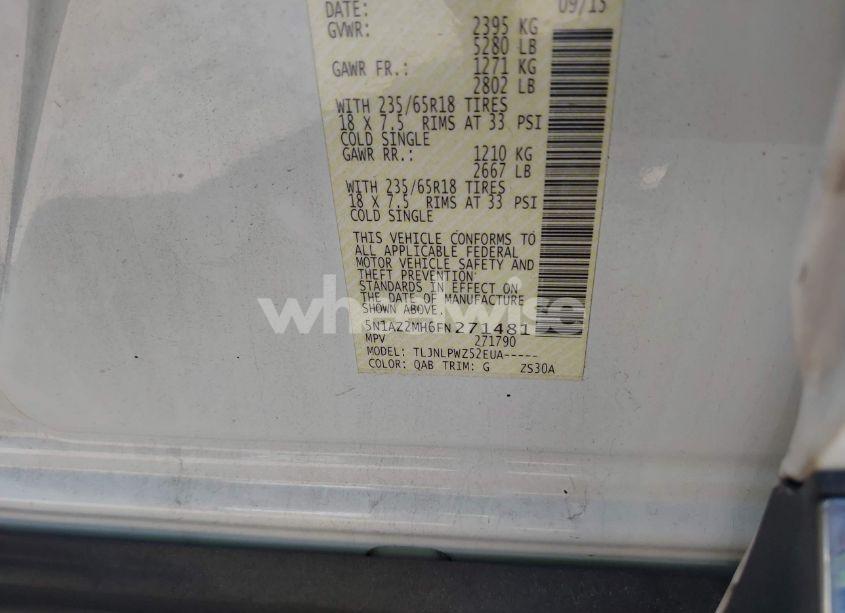 DATE: 09/15
GVWR: 2395 KG
5280 LB
GAWR FR.: 1271 KG
2802 LB
WITH 235/65R18 TIRES
18 X 7.5 RIMS AT 33 PSI
COLD SINGLE
GAWR RR.: 1210 KG
2667 LB
WITH 235/65R18 TIRES
18 X 7.5 RIMS AT 33 PSI
COLD SINGLE
THIS VEHICLE CONFORMS TO
ALL APPLICABLE FEDERAL
MOTOR VEHICLE SAFETY AND
THEFT PREVENTION
STANDARDS IN EFFECT ON
THE DATE OF MANUFACTURE
SHOWN ABOVE.
wheelwise
5N1AZ2MH6FN271481
MPV 271790
MODEL: TLJNLPWZ52EUA-----
COLOR: QAB TRIM: G ZS30A